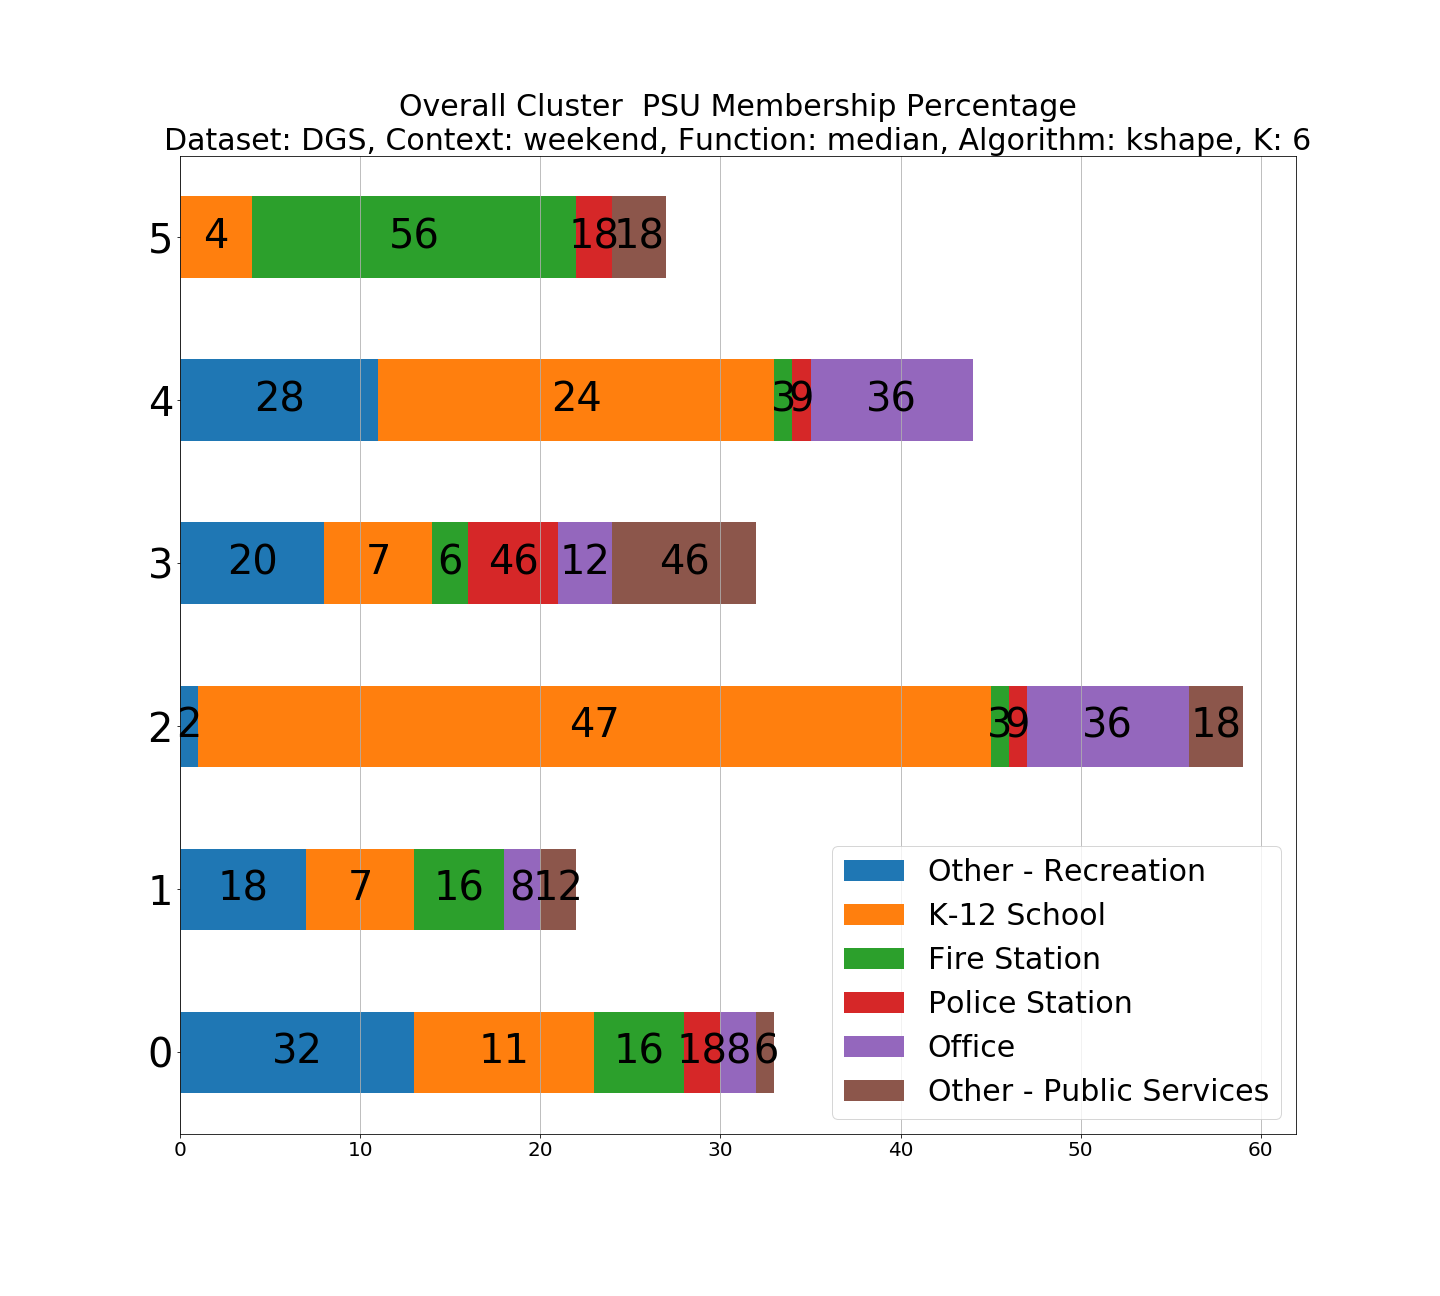 Overall Cluster  PSU Membership Percentage
Dataset: DGS, Context: weekend, Function: median, Algorithm: kshape, K: 6
5 4 56 18 18
4 28 24 3 9 36
3 20 7 6 46 12 46
2 2 47 3 9 36 18
1 18 7 16 8 12
0 32 11 16 18 8 6
Other - Recreation
K-12 School
Fire Station
Police Station
Office
Other - Public Services
0 10 20 30 40 50 60